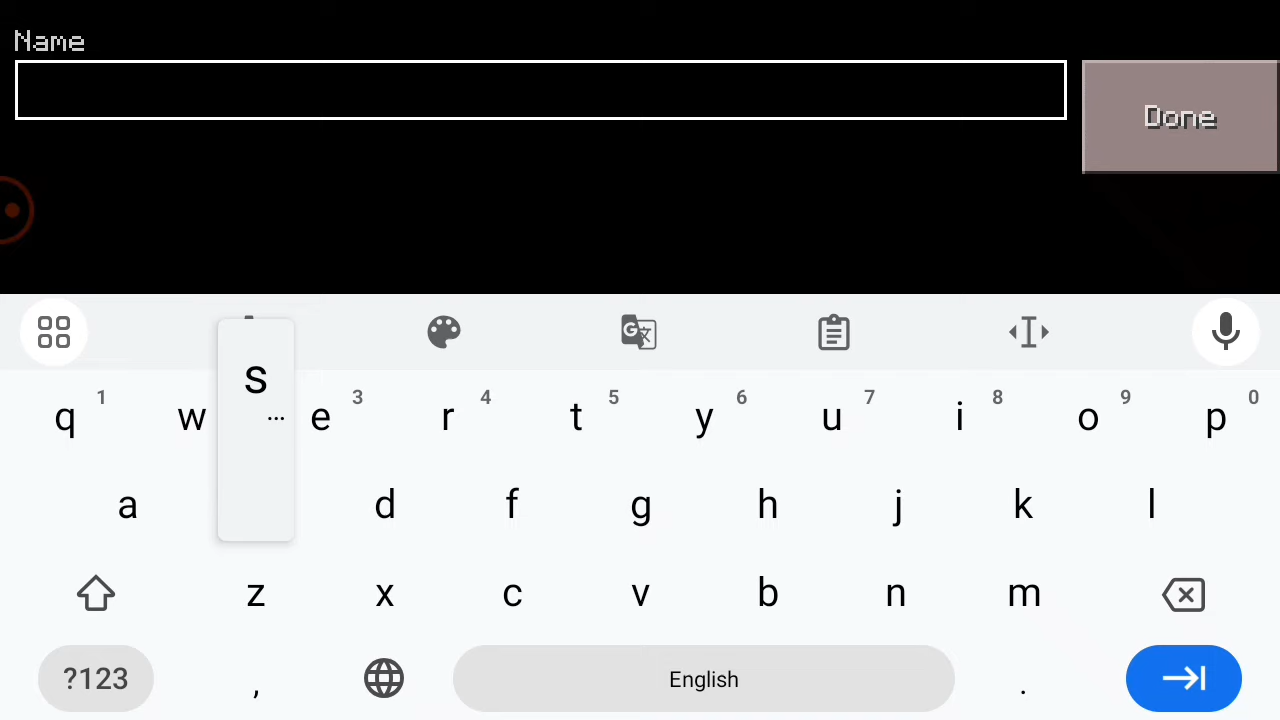 Name
Done
s
...
q 1 w e 3 r 4 t 5 y 6 u 7 i 8 o 9 p 0
a d f g h j k l
z x c v b n m
?123 , English .